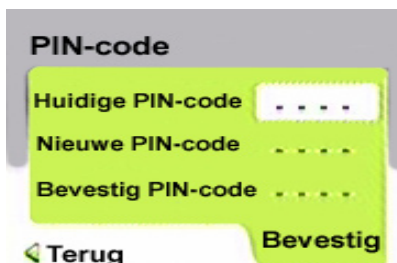 PIN-code
Huidige PIN-code - - - -
Nieuwe PIN-code - - - -
Bevestig PIN-code - - - -
Terug
Bevestig